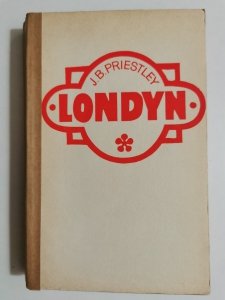 J.B. PRIESTLEY
• LONDYN •